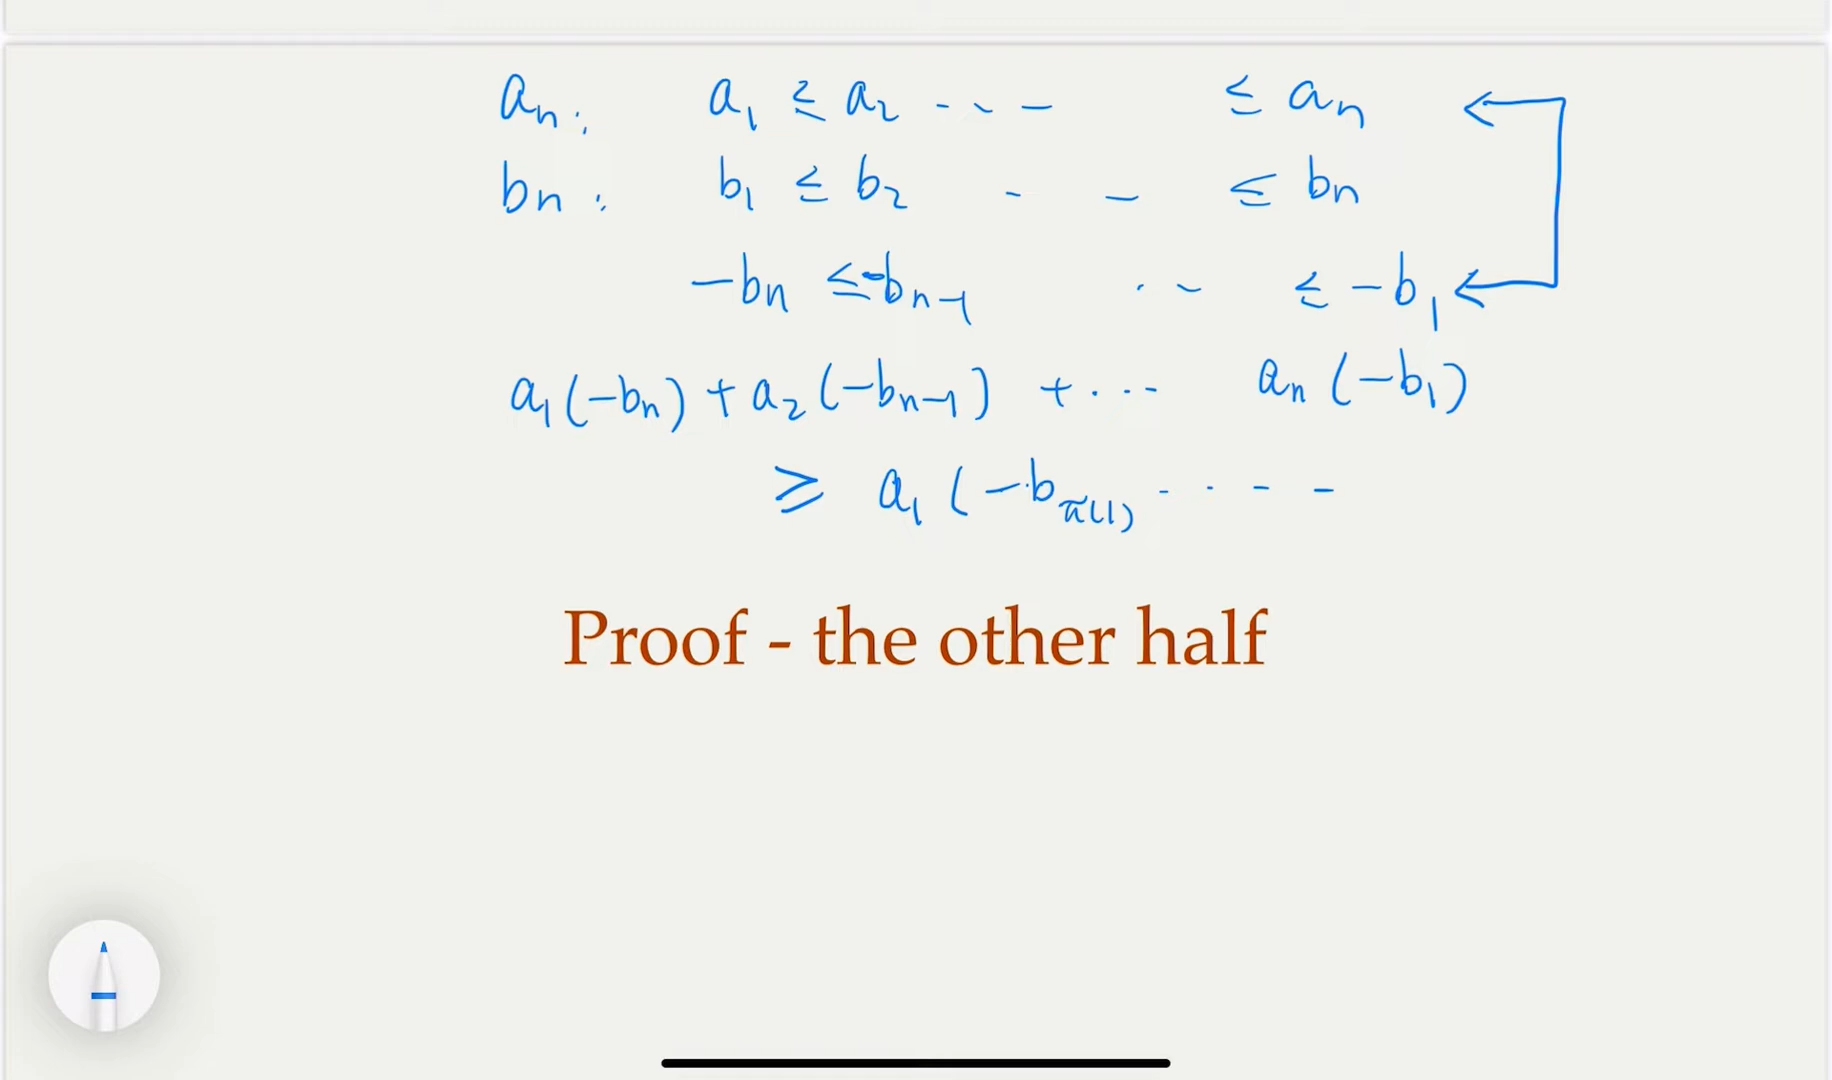 an: a₁ ≤ a₂ - - - ≤ an
bn: b₁ ≤ b₂ - - ≤ bn
-bn ≤ -bn-1 ·· ≤ -b₁
a₁(-bn) + a₂(-bn-1) + ··· an(-b₁)
≥ a₁(-bπ(1) - · - -
Proof - the other half